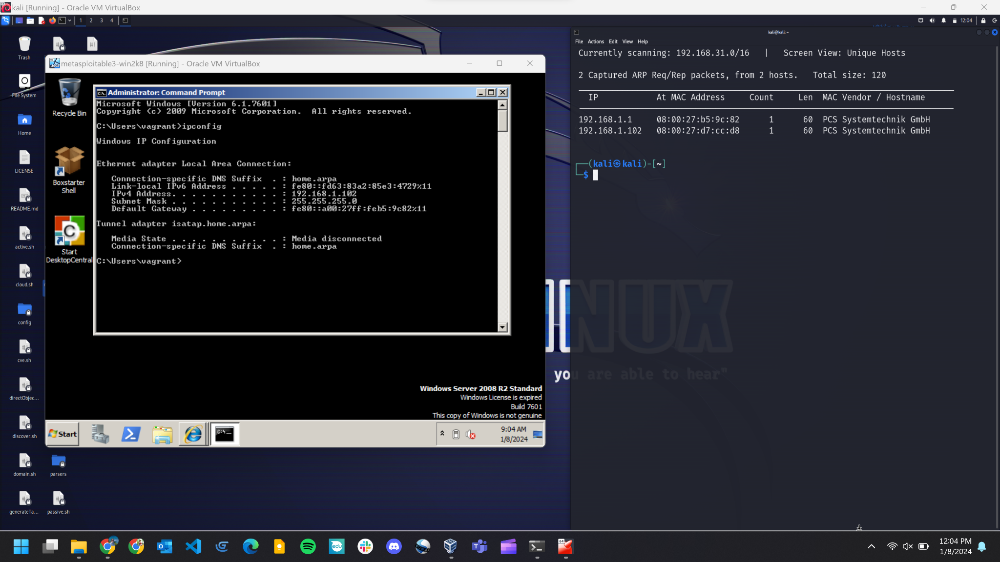 kali [Running] - Oracle VM VirtualBox
1 2 3 4
12:04
Trash
File System
Home
LICENSE
README.md
active.sh
cloud.sh
config
cve.sh
directObjec...
discover.sh
domain.sh
parsers
generateTa...
passive.sh
metasploitable3-win2k8 [Running] - Oracle VM VirtualBox
Recycle Bin
Boxstarter
Shell
Start
DesktopCentral
Administrator: Command Prompt
Microsoft Windows [Version 6.1.7601]
Copyright (c) 2009 Microsoft Corporation.  All rights reserved.
C:\Users\vagrant>ipconfig
Windows IP Configuration
Ethernet adapter Local Area Connection:
Connection-specific DNS Suffix  . : home.arpa
Link-local IPv6 Address . . . . . : fe80::fd63:83a2:85e3:4729%11
IPv4 Address. . . . . . . . . . . : 192.168.1.102
Subnet Mask . . . . . . . . . . . : 255.255.255.0
Default Gateway . . . . . . . . . : fe80::a00:27ff:feb5:9c82%11
Tunnel adapter isatap.home.arpa:
Media State . . . . . . . . . . . : Media disconnected
Connection-specific DNS Suffix  . : home.arpa
C:\Users\vagrant>
Windows Server 2008 R2 Standard
Windows License is expired
Build 7601
This copy of Windows is not genuine
Start
9:04 AM
1/8/2024
kali@kali: ~
File Actions Edit View Help
Currently scanning: 192.168.31.0/16   |   Screen View: Unique Hosts
2 Captured ARP Req/Rep packets, from 2 hosts.   Total size: 120
IP            At MAC Address     Count     Len  MAC Vendor / Hostname
192.168.1.1     08:00:27:b5:9c:82      1      60  PCS Systemtechnik GmbH
192.168.1.102   08:00:27:d7:cc:d8      1      60  PCS Systemtechnik GmbH
(kali㉿kali)-[~]
$
NUX
you are able to hear"
12:04 PM
1/8/2024